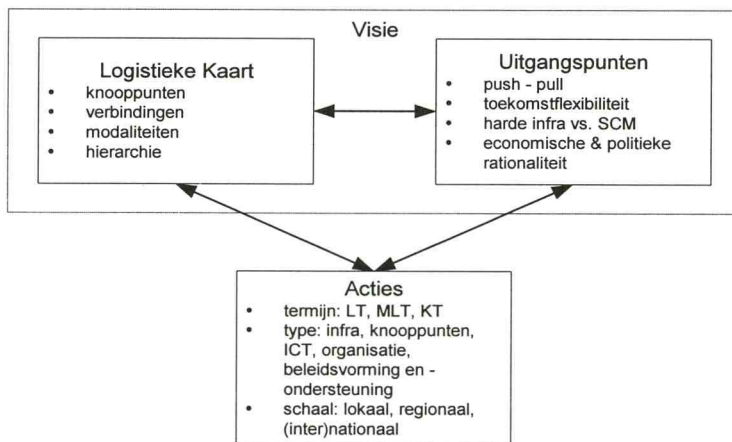 Visie
Logistieke Kaart
• knooppunten
• verbindingen
• modaliteiten
• hierarchie
Uitgangspunten
• push - pull
• toekomstflexibiliteit
• harde infra vs. SCM
• economische & politieke
rationaliteit
Acties
• termijn: LT, MLT, KT
• type: infra, knooppunten,
ICT, organisatie,
beleidsvorming en -
ondersteuning
• schaal: lokaal, regionaal,
(inter)nationaal